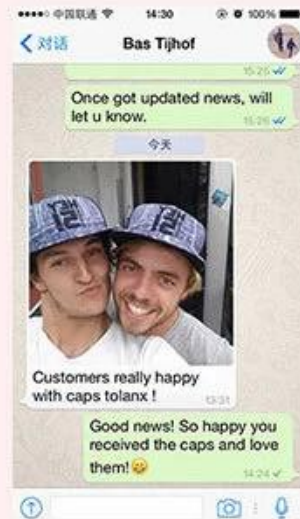 中国联通
14:30
100%
对话
Bas Tijhof
15:25
Once got updated news, will
let u know.
15:26
今天
Customers really happy
with caps tolanx !
13:31
Good news! So happy you
received the caps and love
them!
14:24